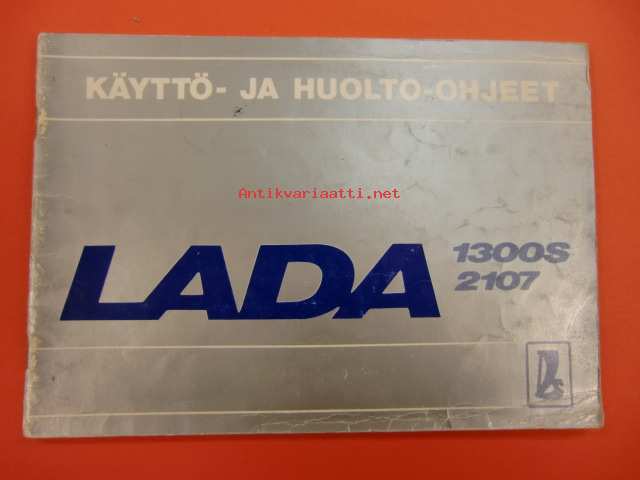 KÄYTTÖ- JA HUOLTO-OHJEET
Antikvariaatti.net
LADA 1300S
2107